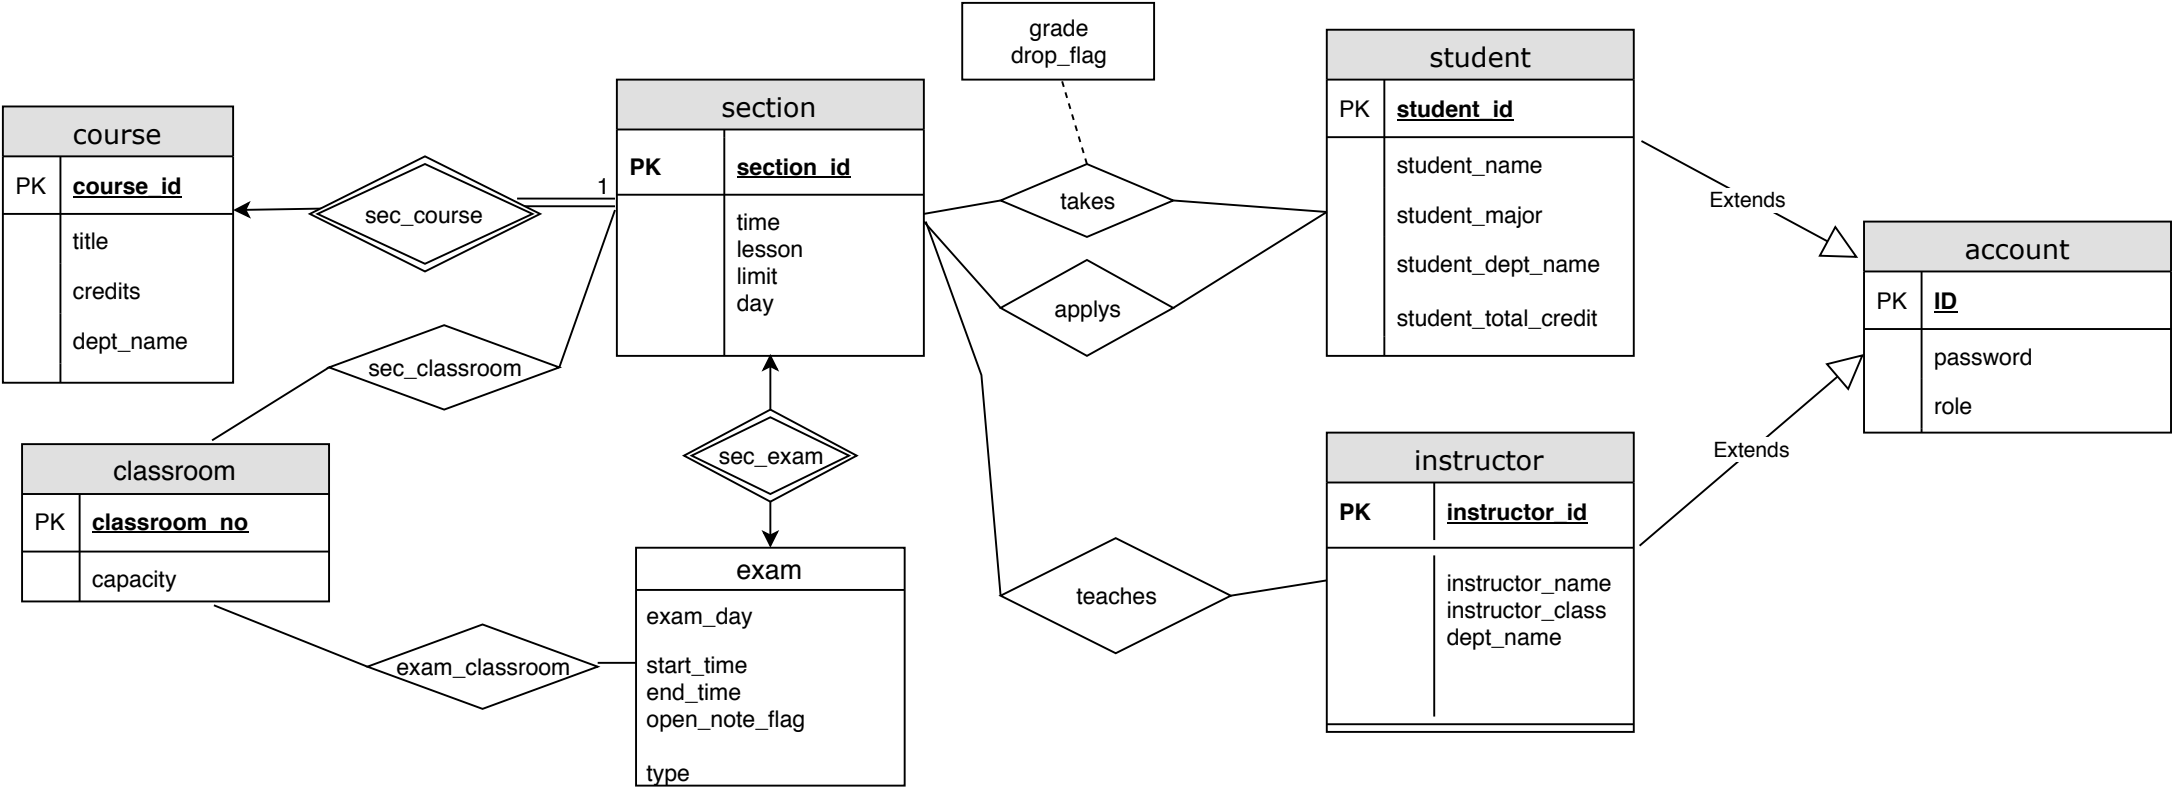 grade
drop_flag
student
PK student_id
student_name
student_major
student_dept_name
student_total_credit
section
PK section_id
time
lesson
limit
day
course
PK course_id
title
credits
dept_name
sec_course
1
takes
applys
Extends
account
PK ID
password
role
sec_classroom
classroom
PK classroom_no
capacity
sec_exam
exam
exam_day
start_time
end_time
open_note_flag
type
exam_classroom
teaches
instructor
PK instructor_id
instructor_name
instructor_class
dept_name
Extends